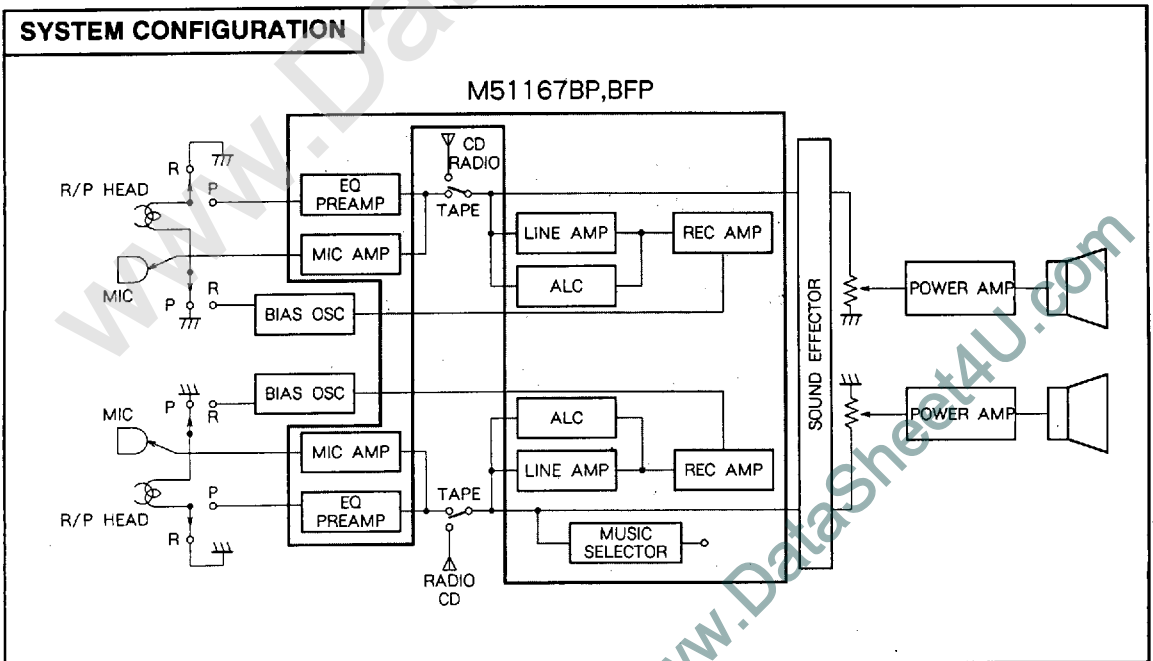 SYSTEM CONFIGURATION
M51167BP,BFP
CD
RADIO
TAPE
R
R/P HEAD
P
EQ
PREAMP
MIC AMP
MIC
P
R
BIAS OSC
LINE AMP
REC AMP
ALC
SOUND EFFECTOR
POWER AMP
MIC
P
R
BIAS OSC
MIC AMP
R/P HEAD
P
R
EQ
PREAMP
TAPE
RADIO
CD
ALC
LINE AMP
REC AMP
MUSIC
SELECTOR
POWER AMP
www.DataSheet4U.com
www.Da